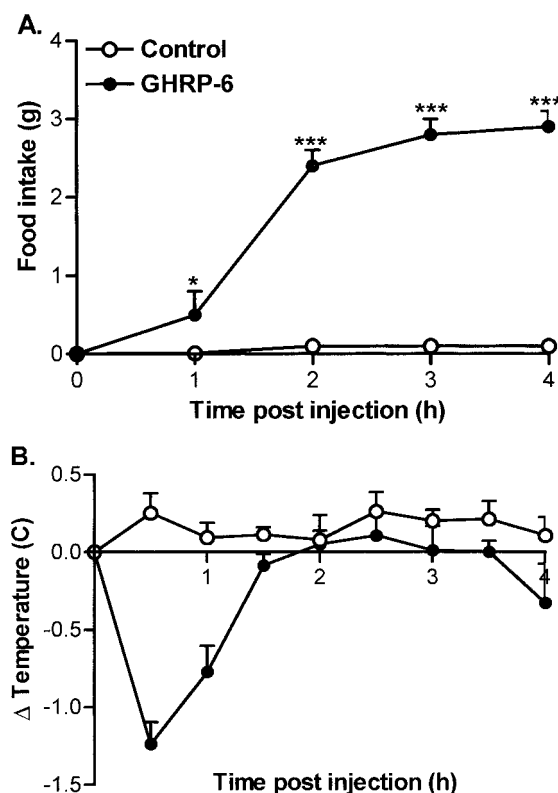 A.
Control
GHRP-6
Food intake (g)
4
3
2
1
0
*
***
***
***
0 1 2 3 4
Time post injection (h)
B.
Δ Temperature (C)
0.5
0.0
-0.5
-1.0
-1.5
1 2 3 4
Time post injection (h)